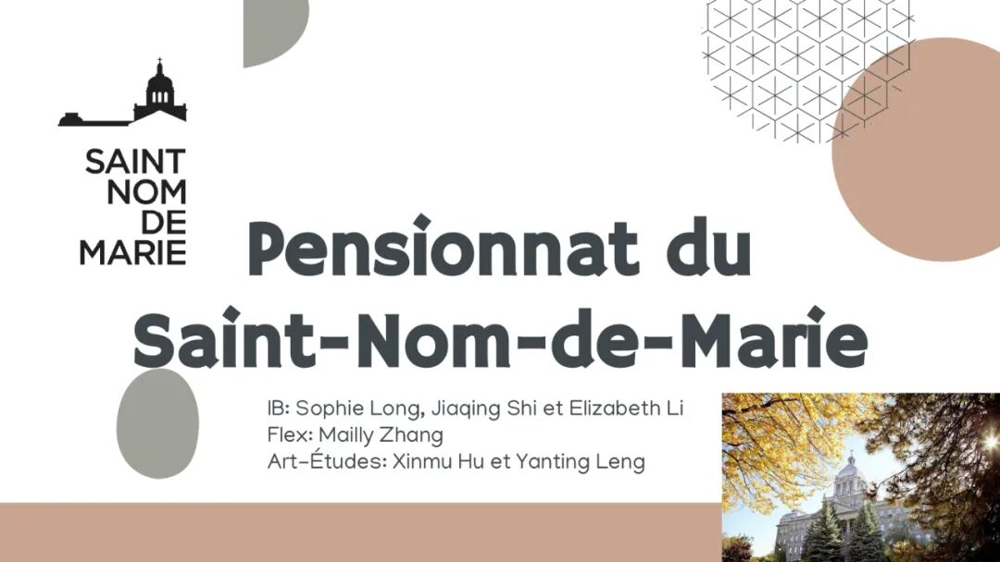 SAINT
NOM
DE
MARIE
Pensionnat du
Saint-Nom-de-Marie
IB: Sophie Long, Jiaqing Shi et Elizabeth Li
Flex: Mailly Zhang
Art-Études: Xinmu Hu et Yanting Leng